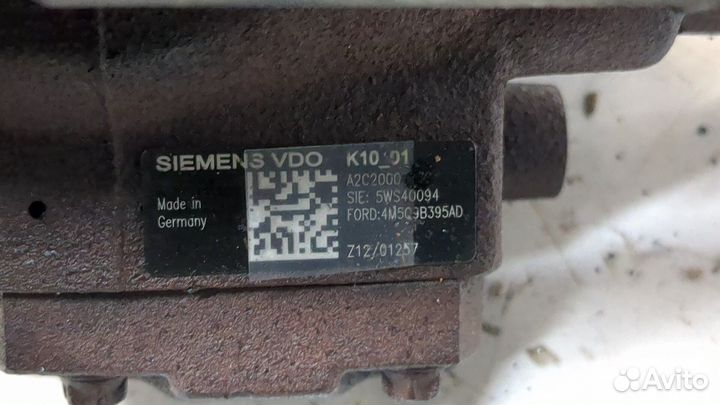 SIEMENS VDO K10_01
A2C2000
SIE: 5WS40094
Made in
Germany
FORD:4M5Q9B395AD
Z12/01257
Avito